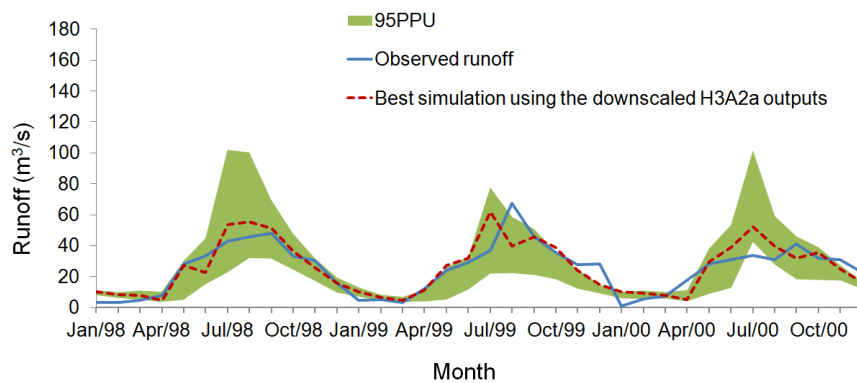 95PPU
Observed runoff
Best simulation using the downscaled H3A2a outputs
Runoff (m³/s)
180
160
140
120
100
80
60
40
20
0
Jan/98 Apr/98 Jul/98 Oct/98 Jan/99 Apr/99 Jul/99 Oct/99 Jan/00 Apr/00 Jul/00 Oct/00
Month